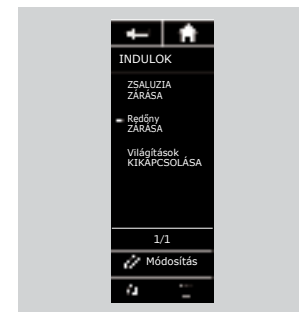 INDULOK
ZSALUZIA
ZÁRÁSA
Redőny
ZÁRÁSA
Világítások
KIKAPCSOLÁSA
1/1
Módosítás